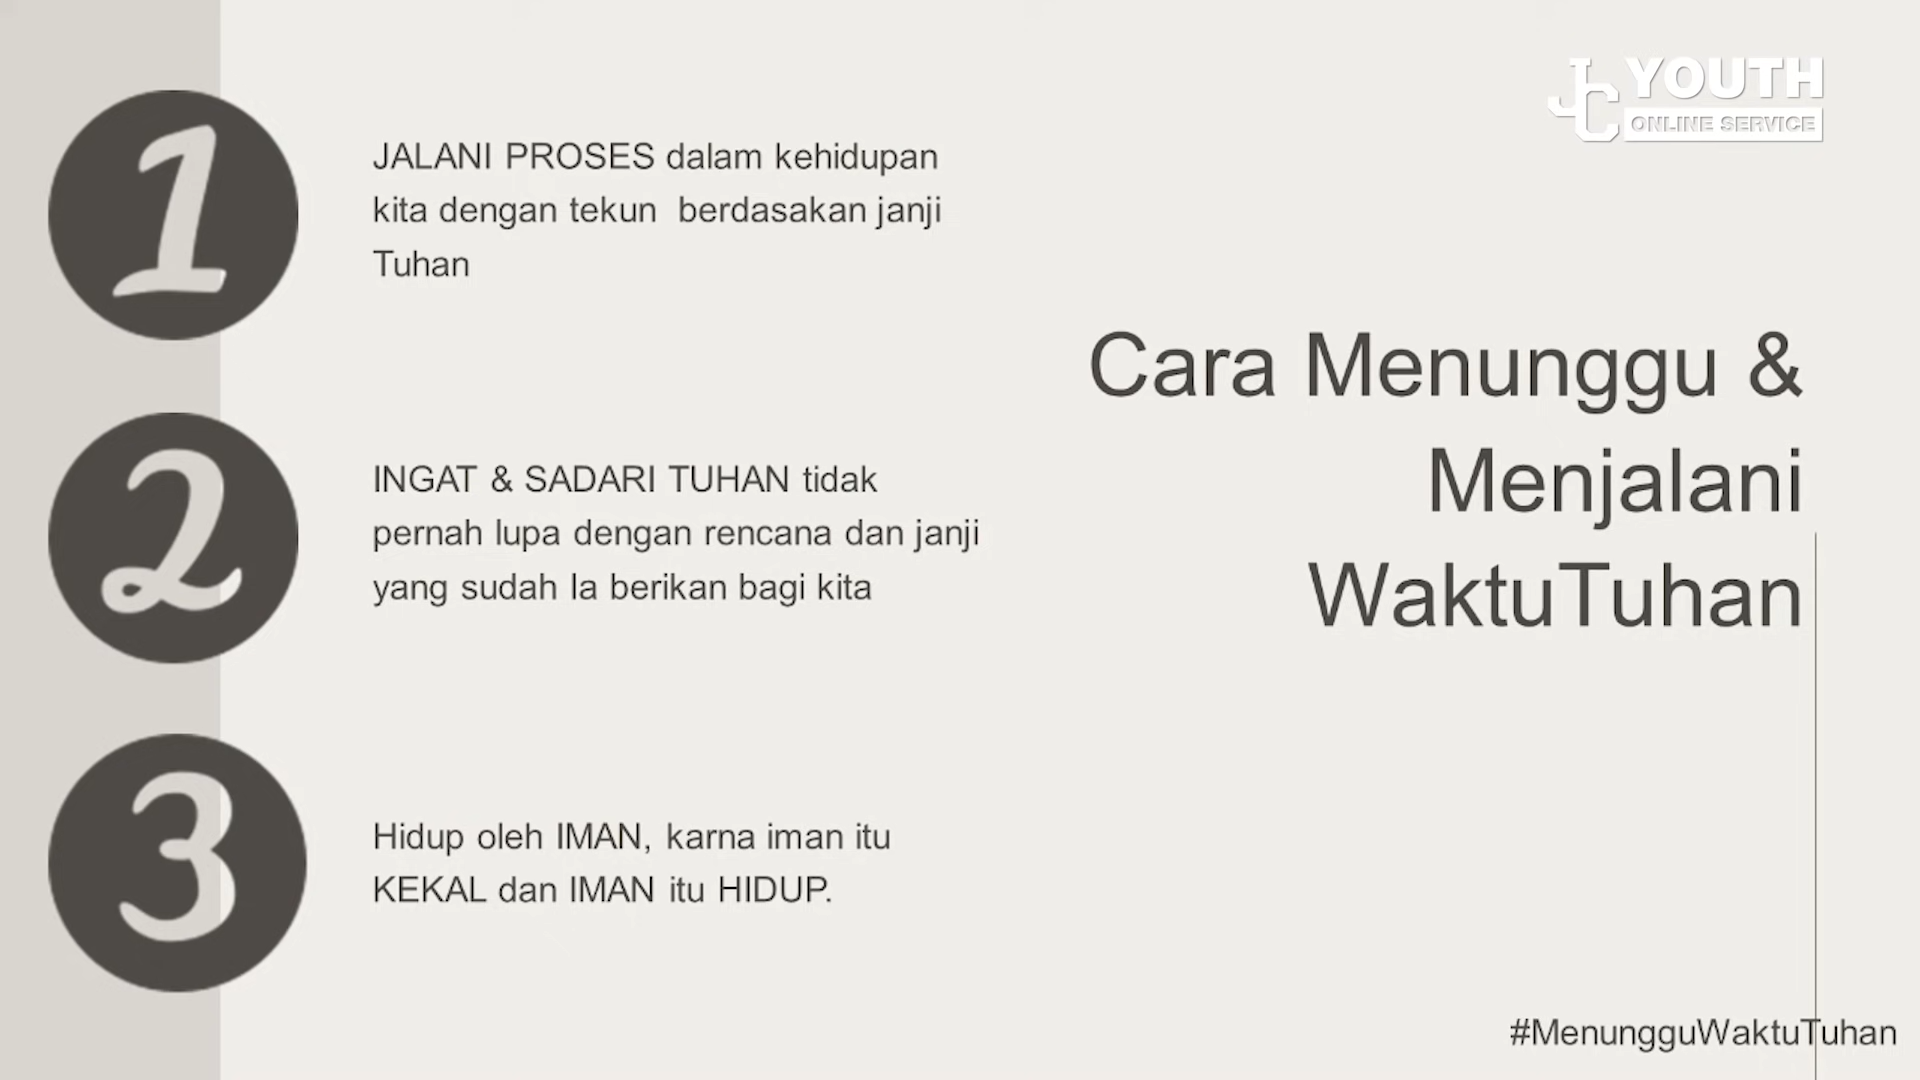 JC YOUTH
ONLINE SERVICE
1
JALANI PROSES dalam kehidupan
kita dengan tekun  berdasakan janji
Tuhan
2
INGAT & SADARI TUHAN tidak
pernah lupa dengan rencana dan janji
yang sudah Ia berikan bagi kita
3
Hidup oleh IMAN, karna iman itu
KEKAL dan IMAN itu HIDUP.
Cara Menunggu &
Menjalani
WaktuTuhan
#MenungguWaktuTuhan